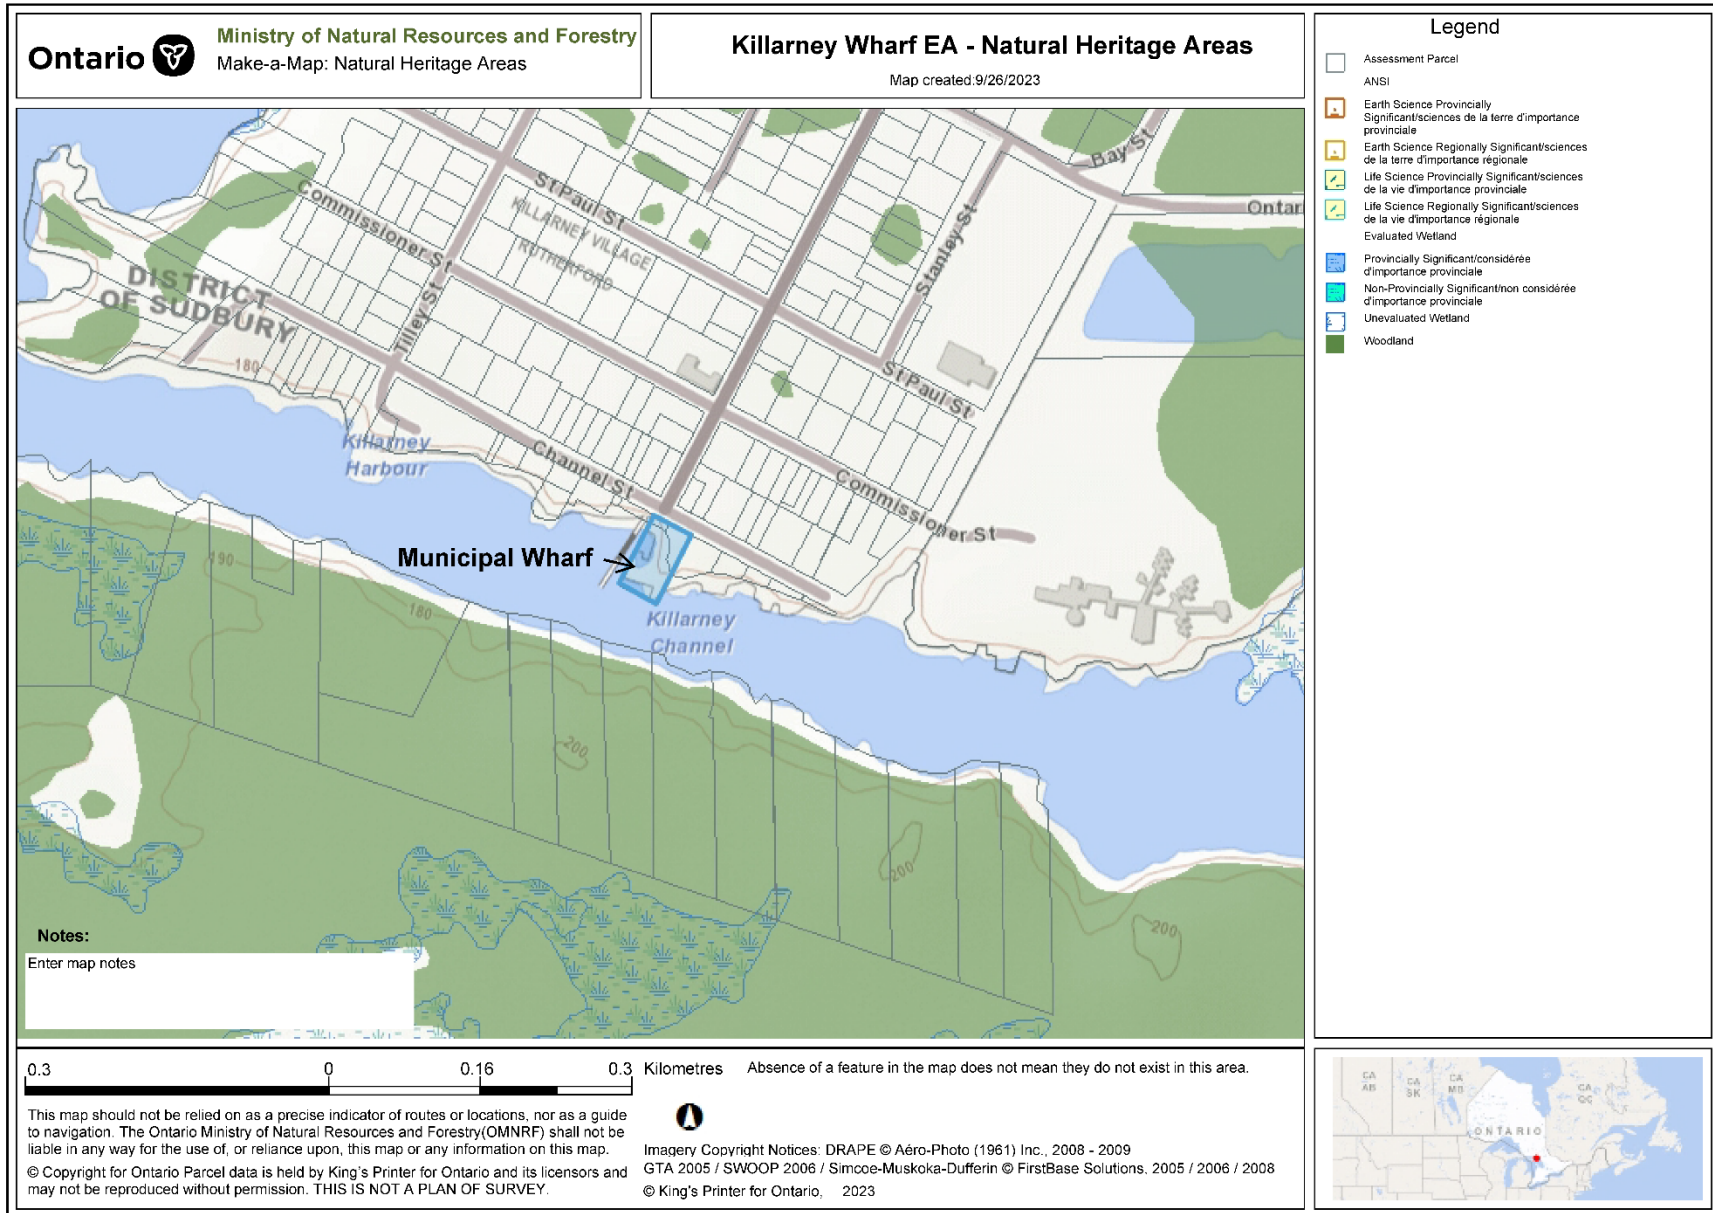 Ontario
Ministry of Natural Resources and Forestry
Make-a-Map: Natural Heritage Areas
Killarney Wharf EA - Natural Heritage Areas
Map created:9/26/2023
Legend
Assessment Parcel
ANSI
Earth Science Provincially
Significant/sciences de la terre d'importance
provinciale
Earth Science Regionally Significant/sciences
de la terre d'importance régionale
Life Science Provincially Significant/sciences
de la vie d'importance provinciale
Life Science Regionally Significant/sciences
de la vie d'importance régionale
Evaluated Wetland
Provincially Significant/considérée
d'importance provinciale
Non-Provincially Significant/non considérée
d'importance provinciale
Unevaluated Wetland
Woodland
Bay St
Ontari
St Paul St
Commissioner St
KILLARNEY VILLAGE
RUTHERFORD
Stanley St
DISTRICT
OF SUDBURY
Tilley St
180
St Paul St
Killarney
Harbour
Channel St
Commissioner St
Municipal Wharf
190
180
Killarney
Channel
200
200
200
Notes:
Enter map notes
0.3 0 0.16 0.3 Kilometres
Absence of a feature in the map does not mean they do not exist in this area.
This map should not be relied on as a precise indicator of routes or locations, nor as a guide
to navigation. The Ontario Ministry of Natural Resources and Forestry(OMNRF) shall not be
liable in any way for the use of, or reliance upon, this map or any information on this map.
© Copyright for Ontario Parcel data is held by King's Printer for Ontario and its licensors and
may not be reproduced without permission. THIS IS NOT A PLAN OF SURVEY.
Imagery Copyright Notices: DRAPE © Aéro-Photo (1961) Inc., 2008 - 2009
GTA 2005 / SWOOP 2006 / Simcoe-Muskoka-Dufferin © FirstBase Solutions, 2005 / 2006 / 2008
© King's Printer for Ontario, 2023
CA
AB
CA
SK
CA
MB
CA
QC
ONTARIO